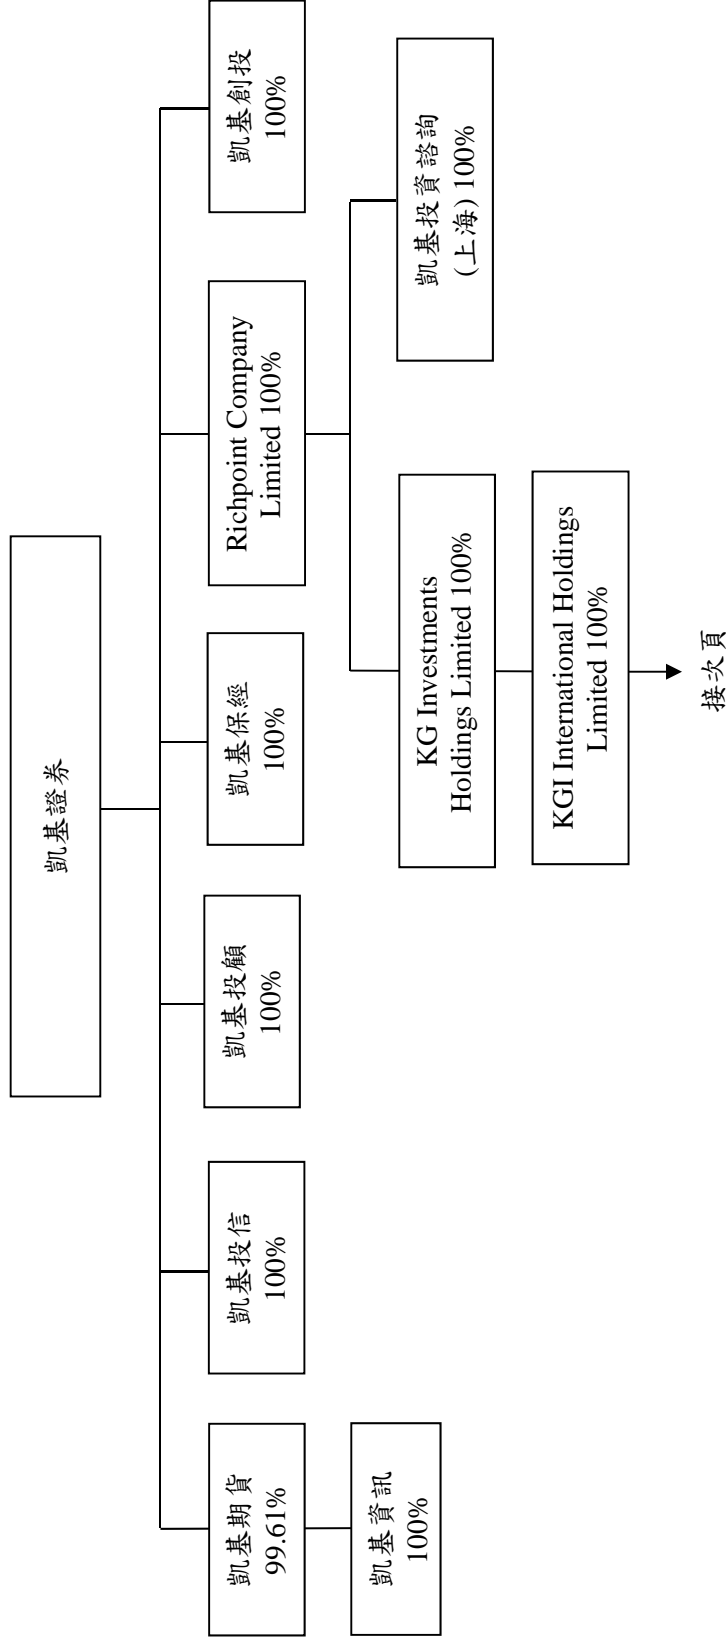 凱基證券
凱基期貨
99.61%
凱基投信
100%
凱基投顧
100%
凱基保經
100%
Richpoint Company
Limited 100%
凱基創投
100%
凱基資訊
100%
KG Investments
Holdings Limited 100%
凱基投資諮詢
(上海) 100%
KGI International Holdings
Limited 100%
接次頁